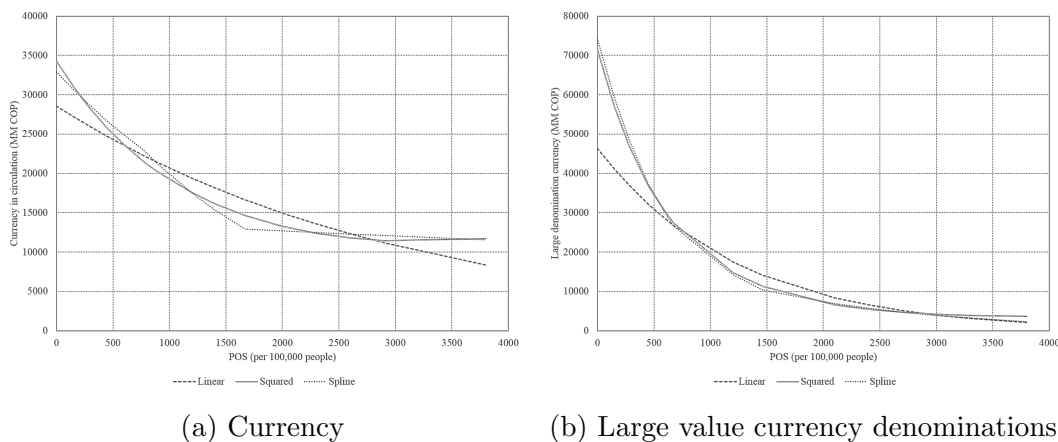 40000
35000
30000
25000
20000
15000
10000
5000
0
Currency in circulation (MM COP)
0 500 1000 1500 2000 2500 3000 3500 4000
POS (per 100,000 people)
Linear Squared Spline
(a) Currency
80000
70000
60000
50000
40000
30000
20000
10000
0
Large denomination currency (MM COP)
0 500 1000 1500 2000 2500 3000 3500 4000
POS (per 100,000 people)
Linear Squared Spline
(b) Large value currency denominations